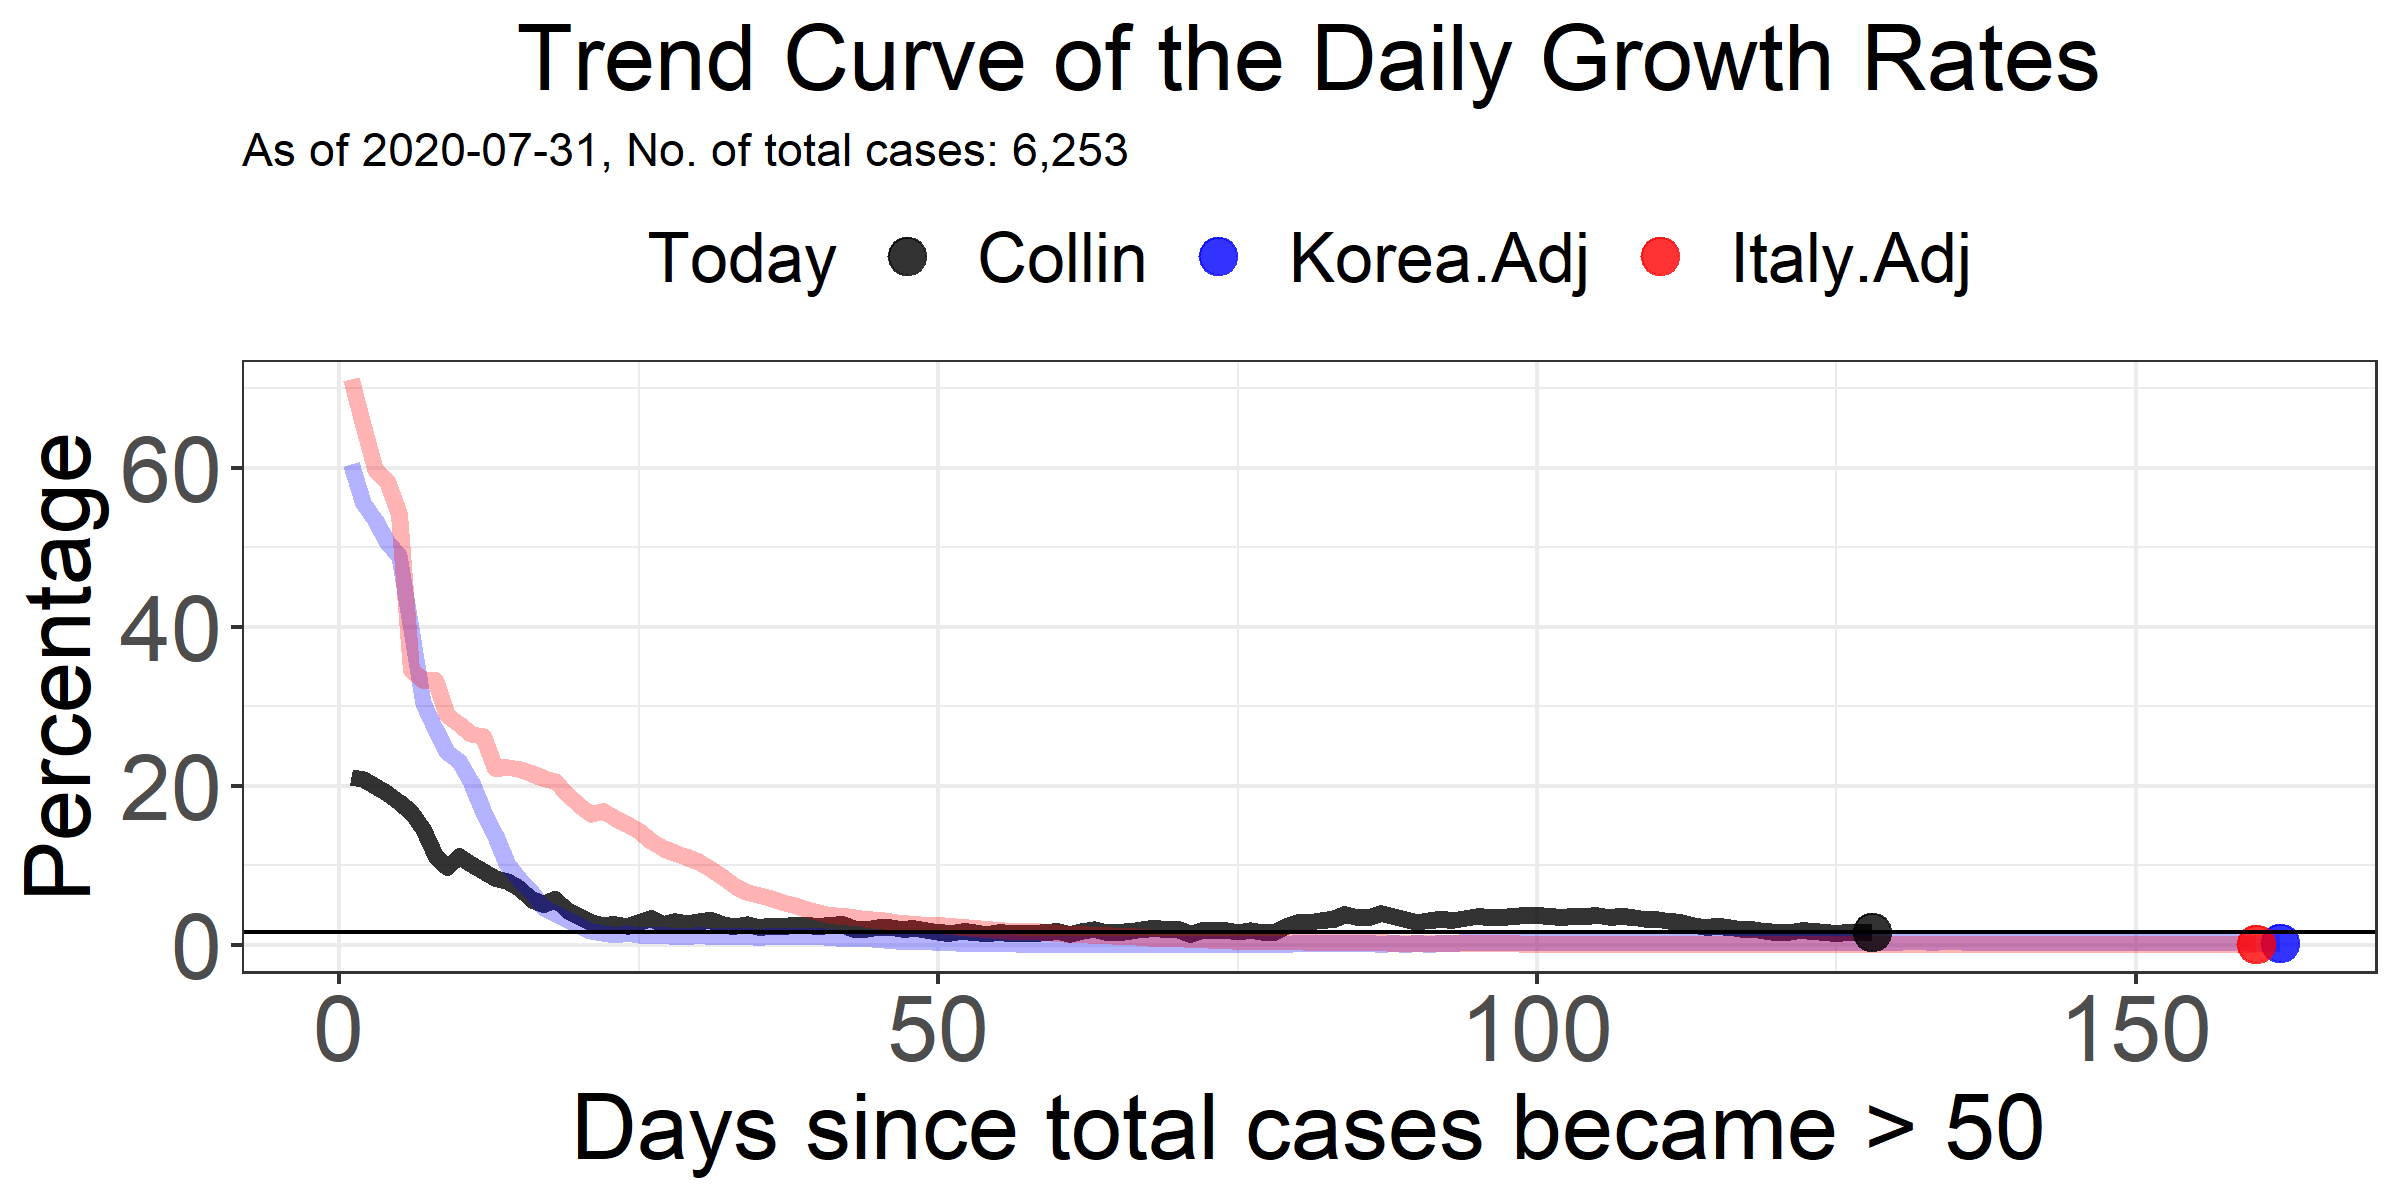 Trend Curve of the Daily Growth Rates
As of 2020-07-31, No. of total cases: 6,253
Today Collin Korea.Adj Italy.Adj
Percentage
60
40
20
0
0 50 100 150
Days since total cases became > 50